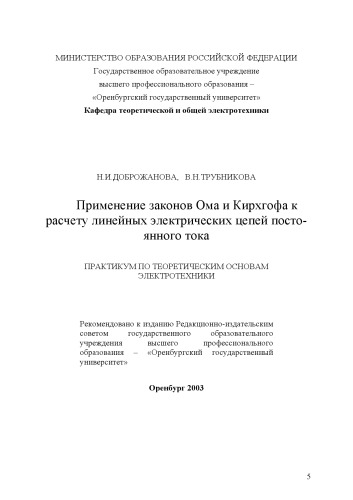 МИНИСТЕРСТВО ОБРАЗОВАНИЯ РОССИЙСКОЙ ФЕДЕРАЦИИ
Государственное образовательное учреждение
высшего профессионального образования –
«Оренбургский государственный университет»
Кафедра теоретической и общей электротехники
Н.И.ДОБРОЖАНОВА, В.Н.ТРУБНИКОВА
Применение законов Ома и Кирхгофа к
расчету линейных электрических цепей посто-
янного тока
ПРАКТИКУМ ПО ТЕОРЕТИЧЕСКИМ ОСНОВАМ
ЭЛЕКТРОТЕХНИКИ
Рекомендовано к изданию Редакционно-издательским
советом государственного образовательного
учреждения высшего профессионального
образования – «Оренбургский государственный
университет»
Оренбург 2003
5